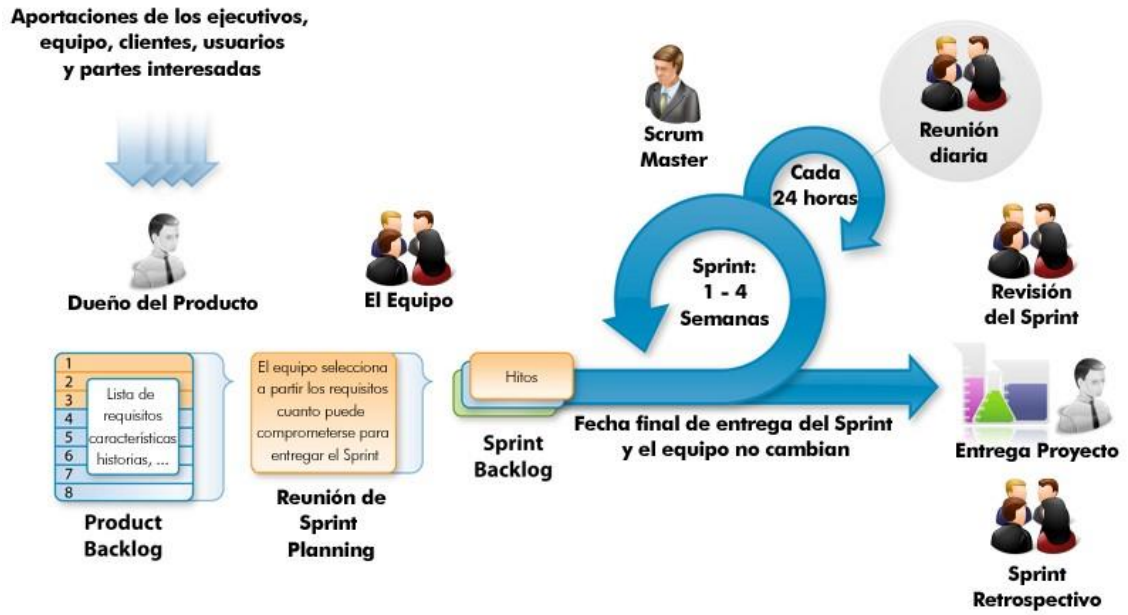 Aportaciones de los ejecutivos,
equipo, clientes, usuarios
y partes interesadas
Dueño del Producto
El Equipo
Scrum
Master
Reunión
diaria
Cada
24 horas
Sprint:
1 - 4
Semanas
Revisión
del Sprint
1
2
3
4
5
6
7
8
Lista de
requisitos
características
historias, ...
Product
Backlog
El equipo selecciona
a partir los requisitos
cuanto puede
comprometerse para
entregar el Sprint
Reunión de
Sprint
Planning
Hitos
Sprint
Backlog
Fecha final de entrega del Sprint
y el equipo no cambian
Entrega Proyecto
Sprint
Retrospectivo